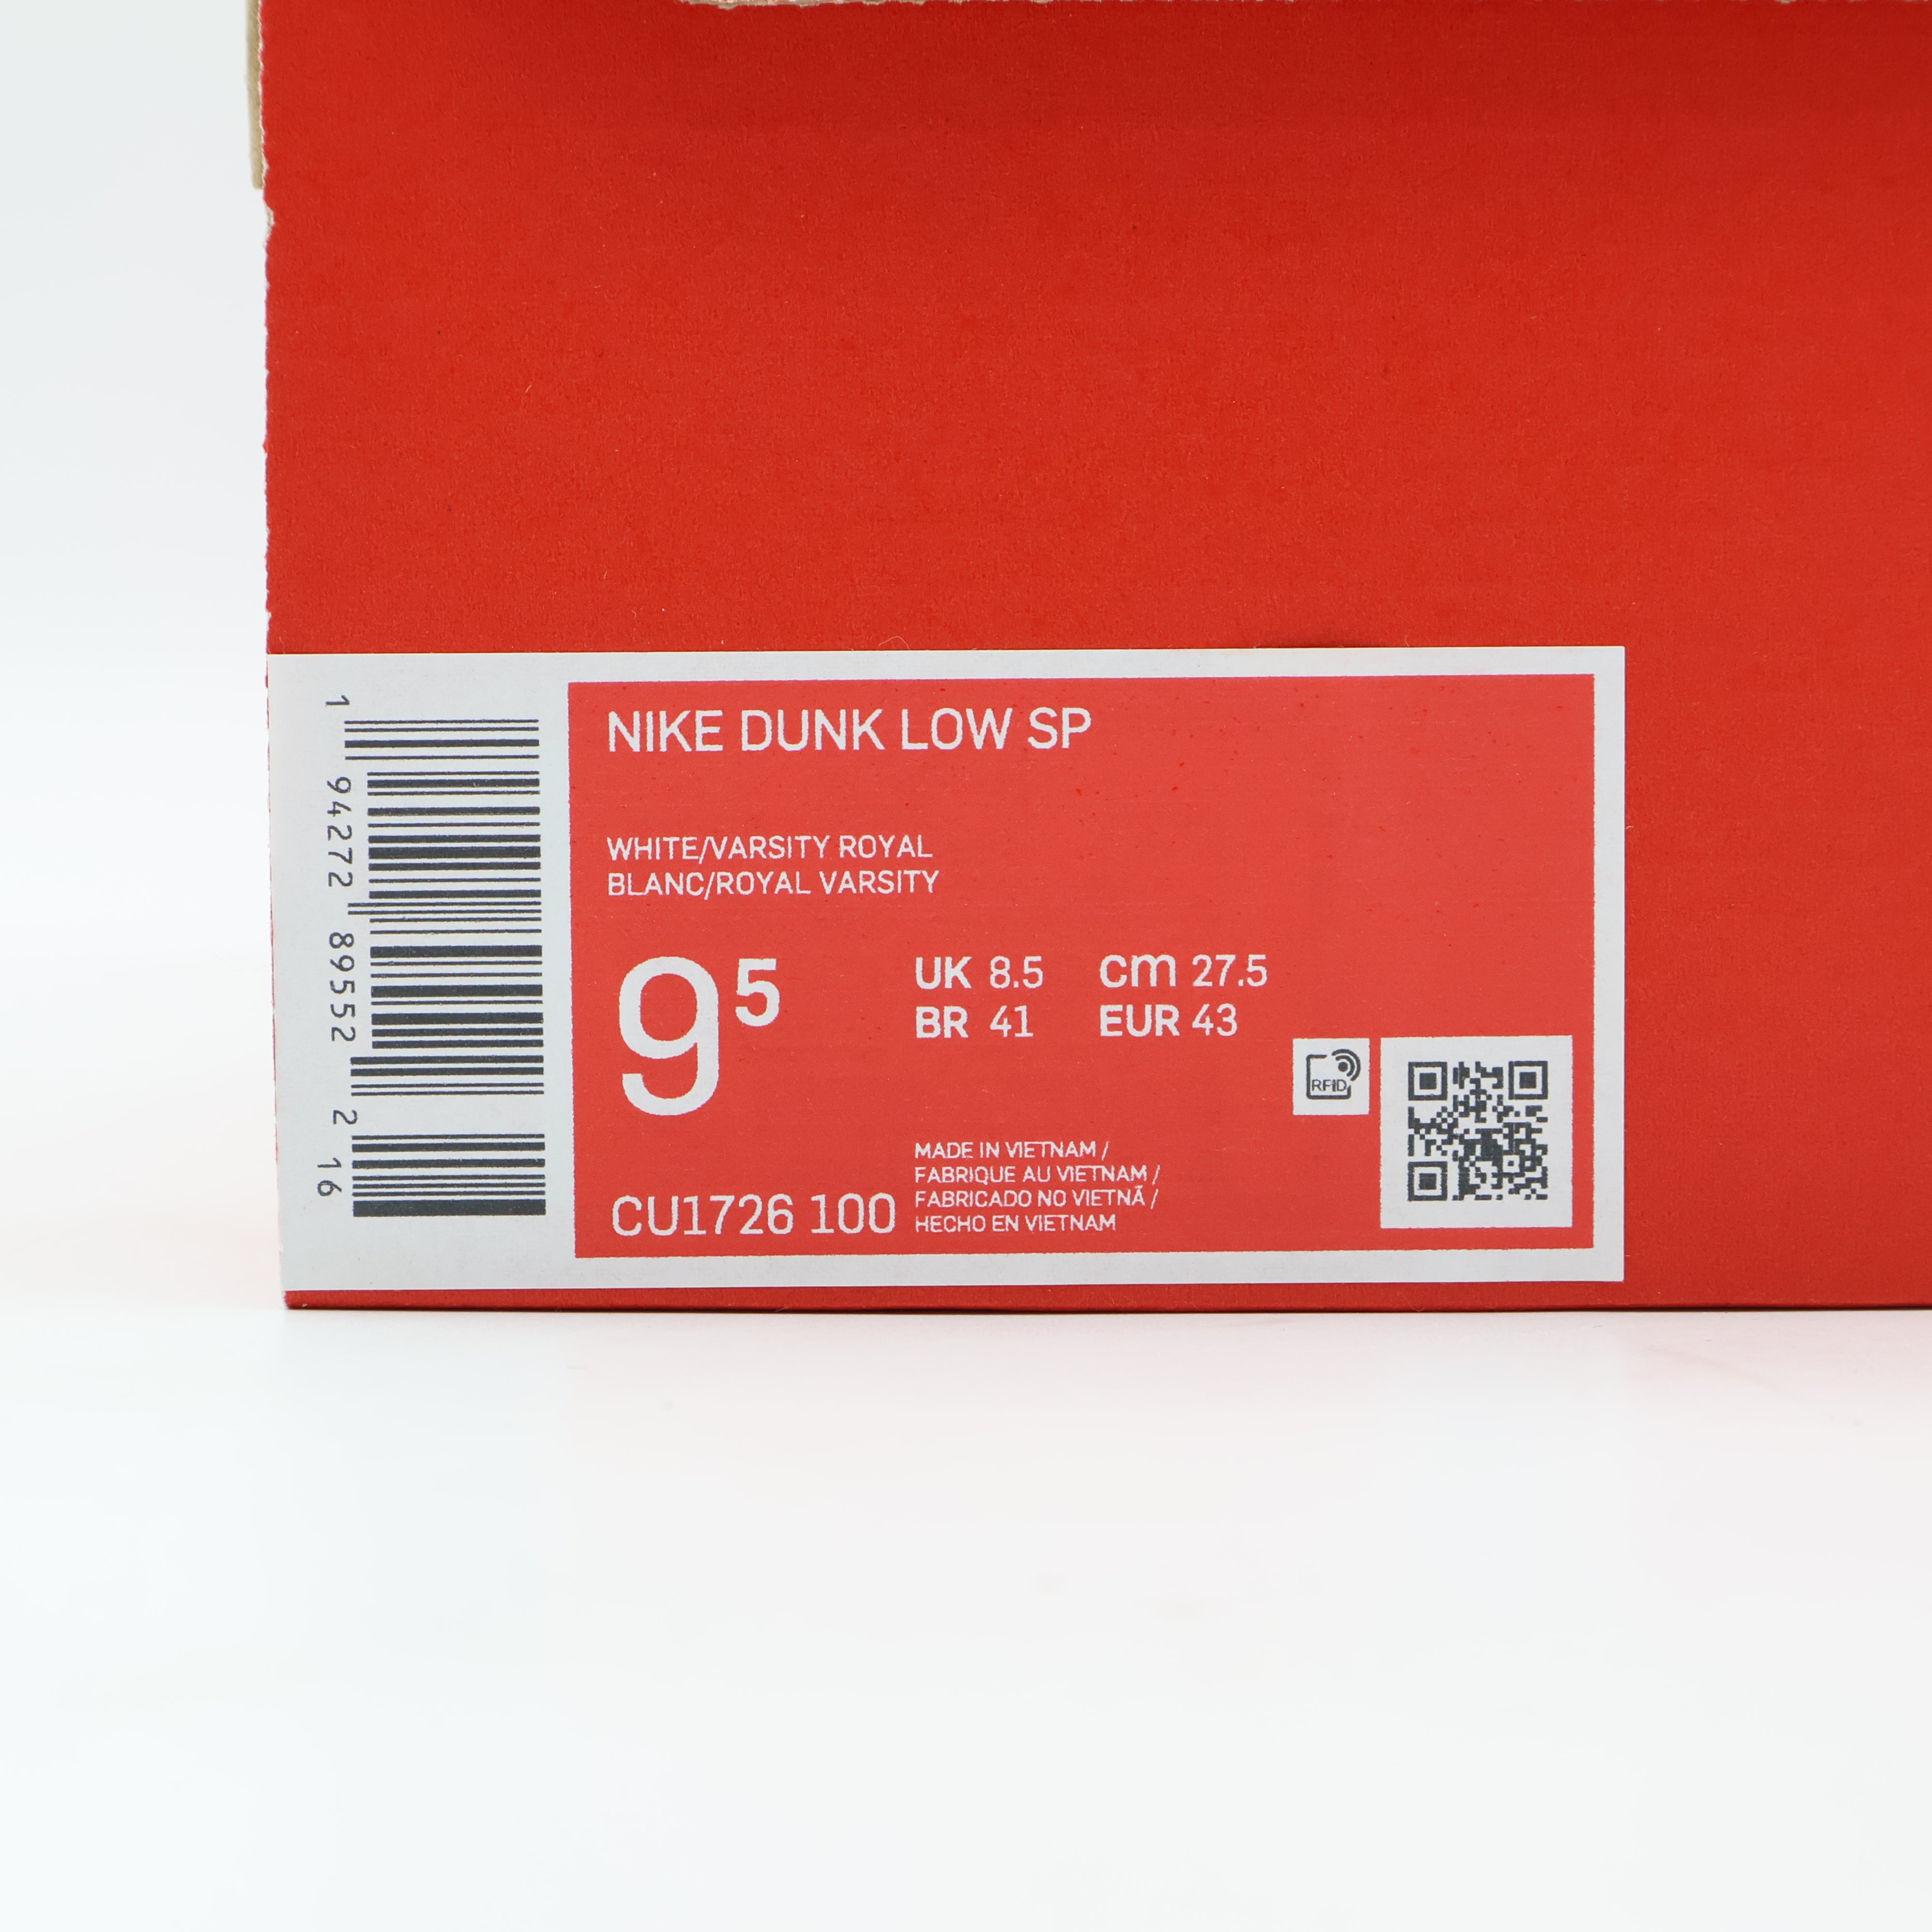 1 94272 89552 2 16
NIKE DUNK LOW SP
WHITE/VARSITY ROYAL
BLANC/ROYAL VARSITY
9 5
UK 8.5 cm 27.5
BR 41 EUR 43
RFID
MADE IN VIETNAM /
FABRIQUE AU VIETNAM /
FABRICADO NO VIETNÃ /
HECHO EN VIETNAM
CU1726 100